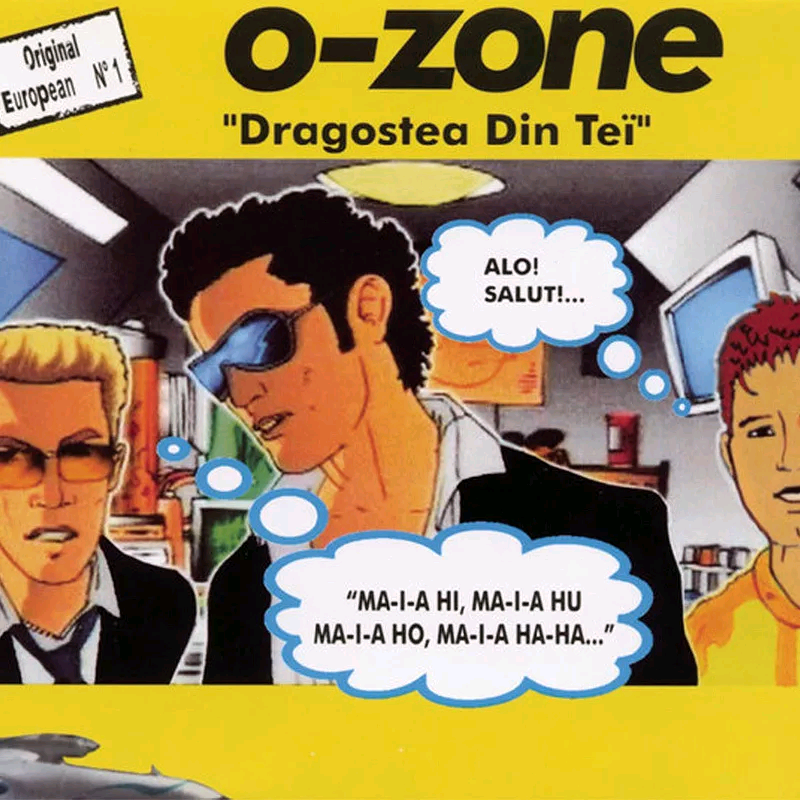 Original
European N° 1
o-zone
"Dragostea Din Teï"
ALO!
SALUT!...
“MA-I-A HI, MA-I-A HU
MA-I-A HO, MA-I-A HA-HA...”